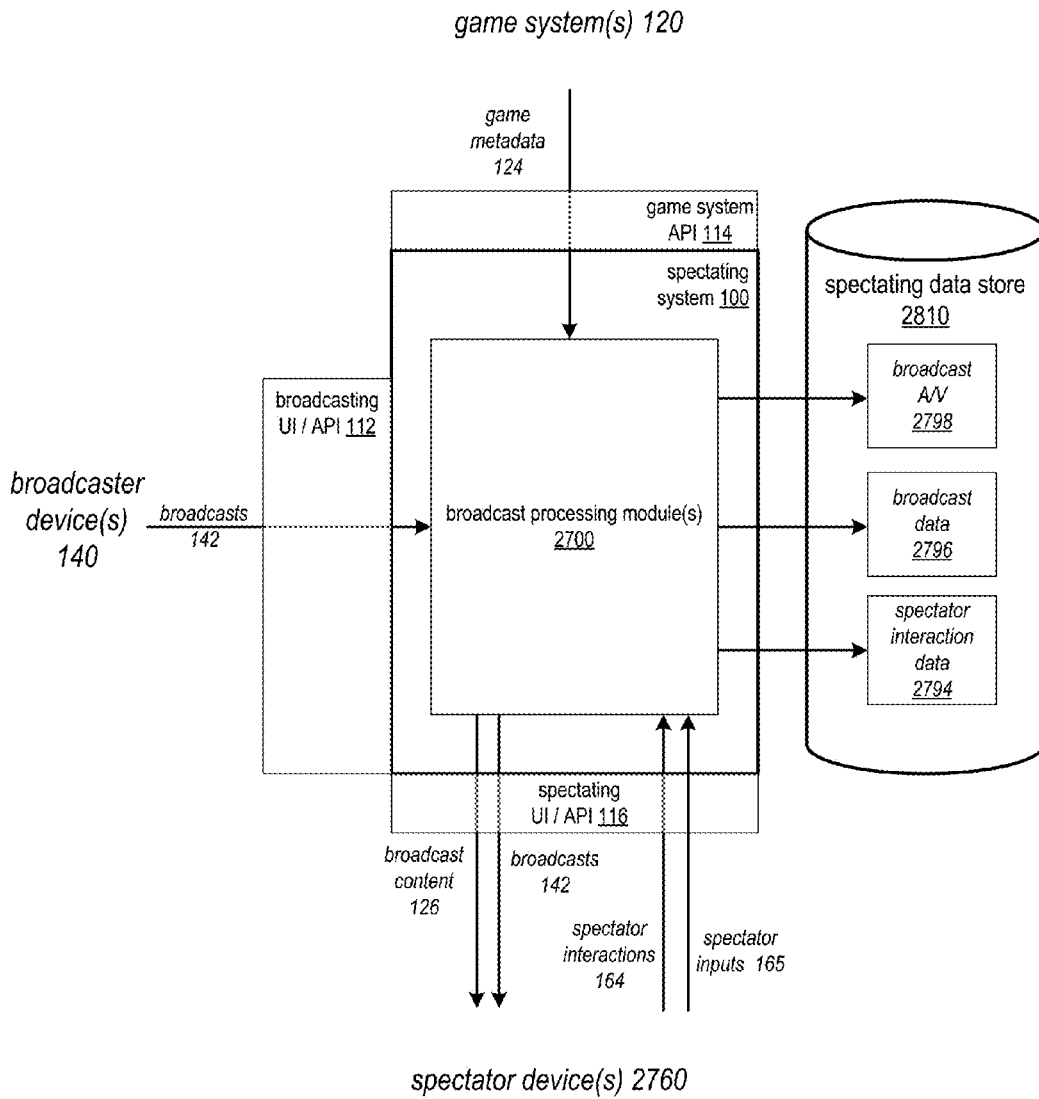 game system(s) 120
game
metadata
124
game system
API 114
spectating
system 100
spectating data store
2810
broadcast
A/V
2798
broadcasting
UI / API 112
broadcaster
device(s)
140
broadcasts
142
broadcast processing module(s)
2700
broadcast
data
2796
spectator
interaction
data
2794
spectating
UI / API 116
broadcast
content
126
broadcasts
142
spectator
interactions
164
spectator
inputs 165
spectator device(s) 2760